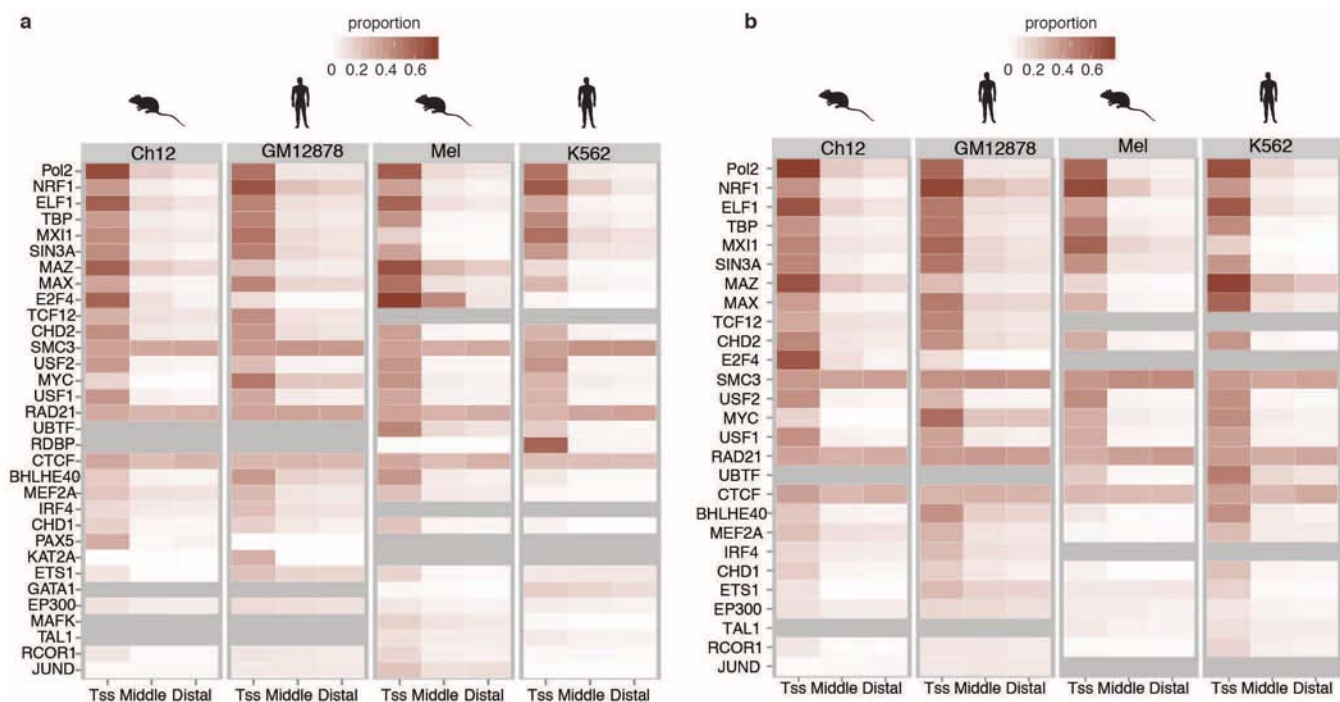 a
proportion
0 0.2 0.4 0.6
Ch12 GM12878 Mel K562
Pol2
NRF1
ELF1
TBP
MXI1
SIN3A
MAZ
MAX
E2F4
TCF12
CHD2
SMC3
USF2
MYC
USF1
RAD21
UBTF
RDBP
CTCF
BHLHE40
MEF2A
IRF4
CHD1
PAX5
KAT2A
ETS1
GATA1
EP300
MAFK
TAL1
RCOR1
JUND
Tss Middle Distal Tss Middle Distal Tss Middle Distal Tss Middle Distal
b
proportion
0 0.2 0.4 0.6
Ch12 GM12878 Mel K562
Pol2
NRF1
ELF1
TBP
MXI1
SIN3A
MAZ
MAX
TCF12
CHD2
E2F4
SMC3
USF2
MYC
USF1
RAD21
UBTF
CTCF
BHLHE40
MEF2A
IRF4
CHD1
ETS1
EP300
TAL1
RCOR1
JUND
Tss Middle Distal Tss Middle Distal Tss Middle Distal Tss Middle Distal